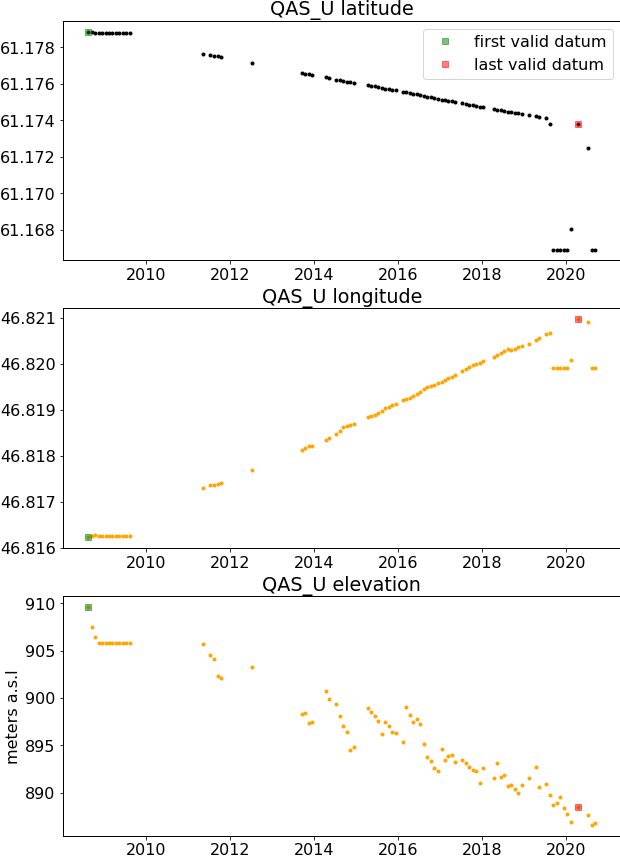 QAS_U latitude
first valid datum
last valid datum
61.178
61.176
61.174
61.172
61.170
61.168
2010 2012 2014 2016 2018 2020
QAS_U longitude
46.821
46.820
46.819
46.818
46.817
46.816
2010 2012 2014 2016 2018 2020
QAS_U elevation
meters a.s.l
910
905
900
895
890
2010 2012 2014 2016 2018 2020